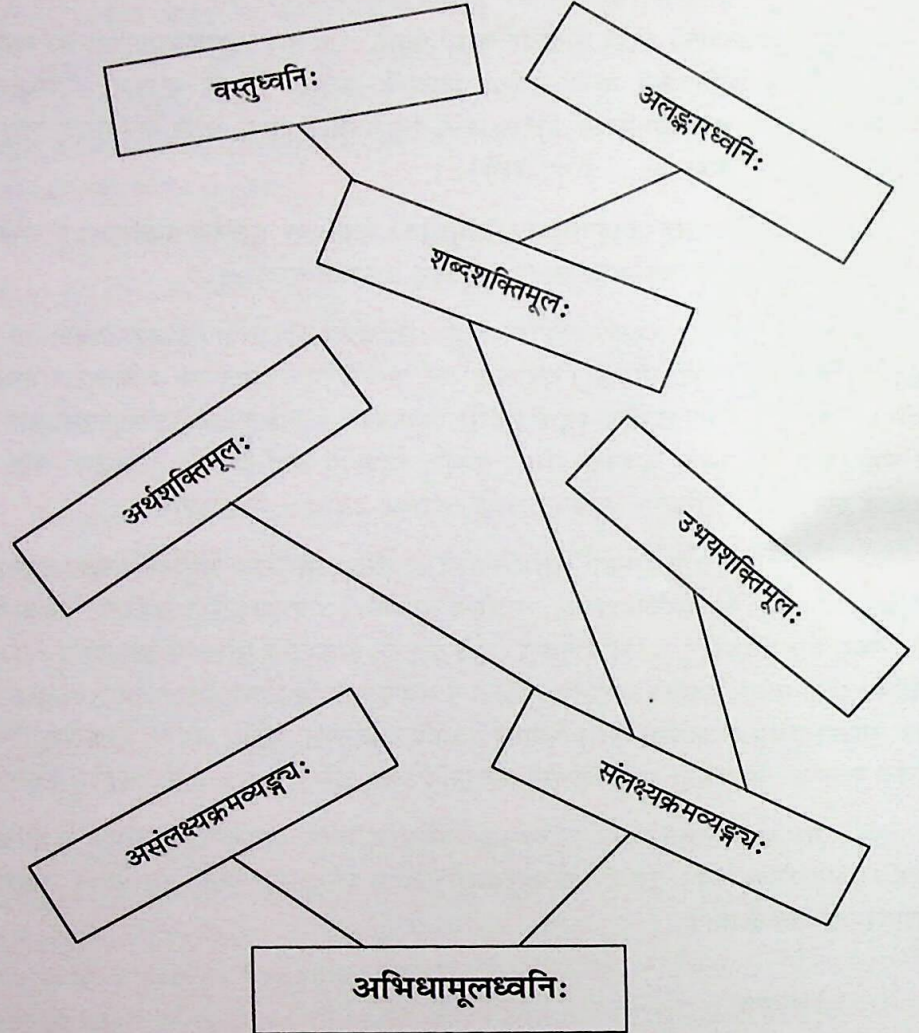 वस्तुध्वनिः
अलङ्कारध्वनिः
शब्दशक्तिमूलः
अर्थशक्तिमूलः
उभयशक्तिमूलः
असंलक्ष्यक्रमव्यङ्ग्यः
संलक्ष्यक्रमव्यङ्ग्यः
अभिधामूलध्वनिः